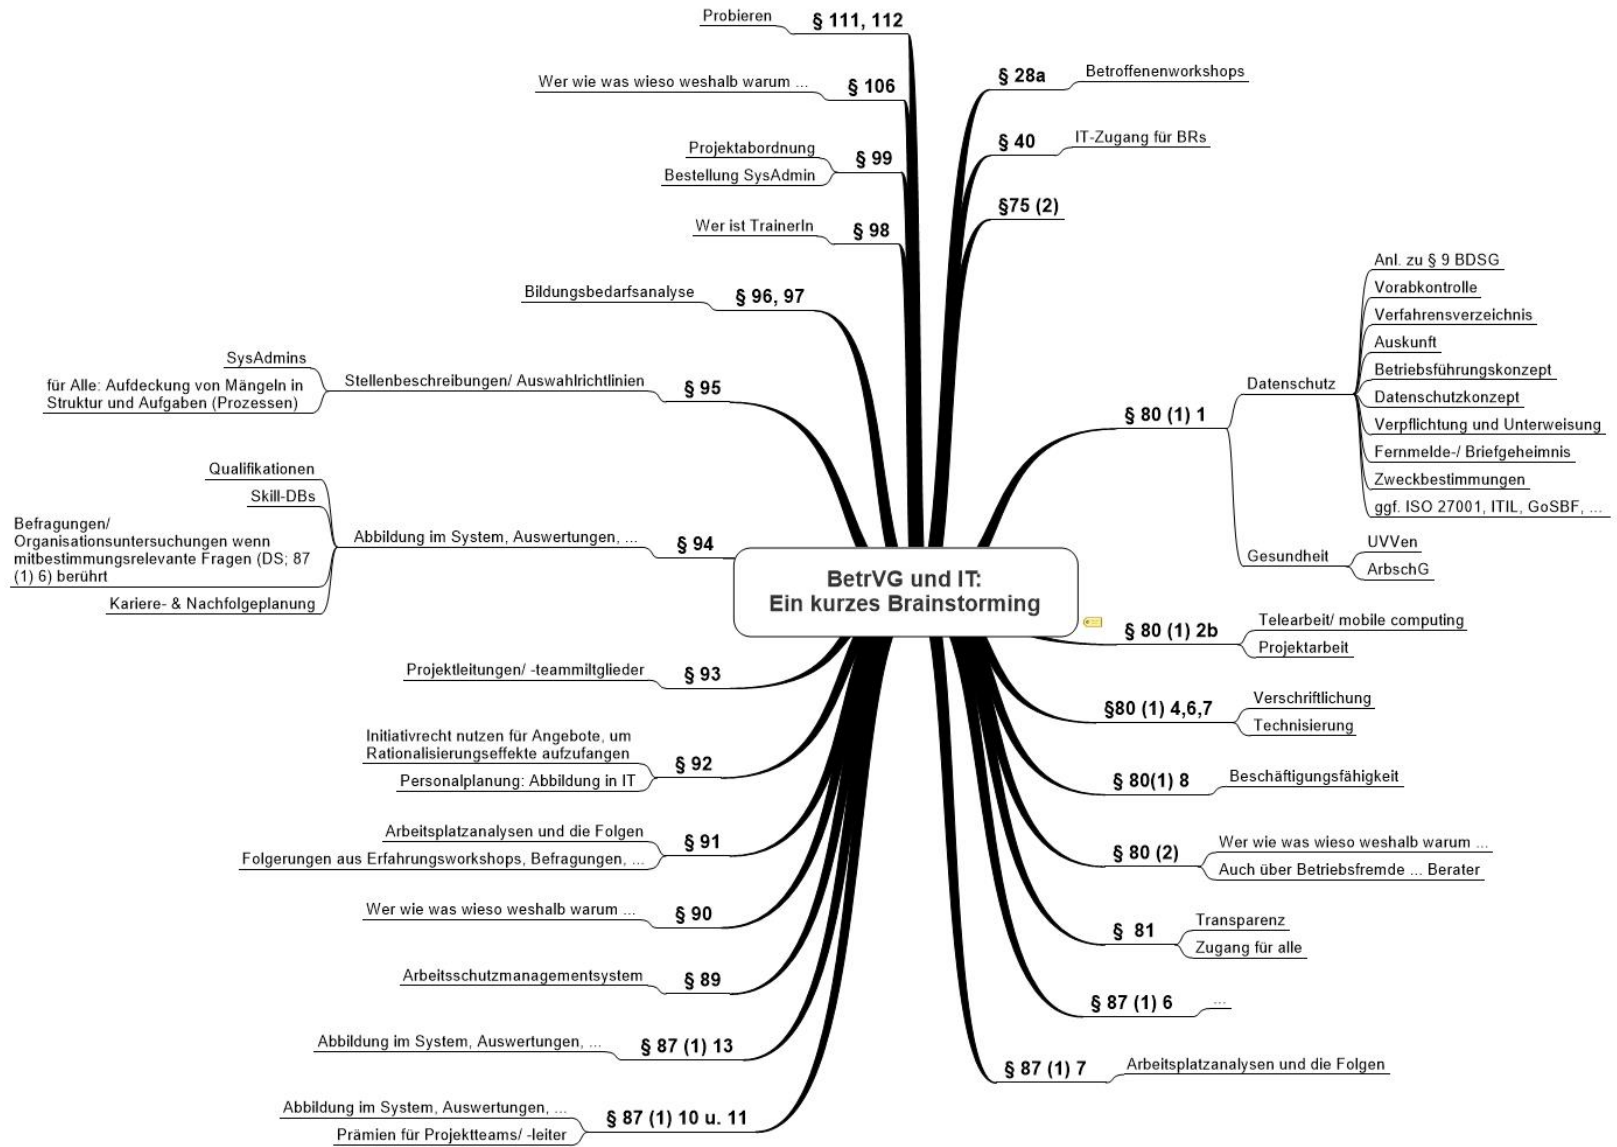 BetrVG und IT:
Ein kurzes Brainstorming
§ 28a
Betroffenenworkshops
§ 40
IT-Zugang für BRs
§75 (2)
§ 80 (1) 1
Datenschutz
Anl. zu § 9 BDSG
Vorabkontrolle
Verfahrensverzeichnis
Auskunft
Betriebsführungskonzept
Datenschutzkonzept
Verpflichtung und Unterweisung
Fernmelde-/ Briefgeheimnis
Zweckbestimmungen
ggf. ISO 27001, ITIL, GoSBF, ...
Gesundheit
UVVen
ArbschG
§ 80 (1) 2b
Telearbeit/ mobile computing
Projektarbeit
§80 (1) 4,6,7
Verschriftlichung
Technisierung
§ 80(1) 8
Beschäftigungsfähigkeit
§ 80 (2)
Wer wie was wieso weshalb warum ...
Auch über Betriebsfremde ... Berater
§ 81
Transparenz
Zugang für alle
§ 87 (1) 6
...
§ 87 (1) 7
Arbeitsplatzanalysen und die Folgen
§ 87 (1) 10 u. 11
Abbildung im System, Auswertungen, ...
Prämien für Projektteams/ -leiter
§ 87 (1) 13
Abbildung im System, Auswertungen, ...
§ 89
Arbeitsschutzmanagementsystem
§ 90
Wer wie was wieso weshalb warum ...
§ 91
Arbeitsplatzanalysen und die Folgen
Folgerungen aus Erfahrungsworkshops, Befragungen, ...
§ 92
Initiativrecht nutzen für Angebote, um
Rationalisierungseffekte aufzufangen
Personalplanung: Abbildung in IT
§ 93
Projektleitungen/ -teammiltglieder
§ 94
Abbildung im System, Auswertungen, ...
Qualifikationen
Skill-DBs
Befragungen/
Organisationsuntersuchungen wenn
mitbestimmungsrelevante Fragen (DS; 87
(1) 6) berührt
Kariere- & Nachfolgeplanung
§ 95
Stellenbeschreibungen/ Auswahlrichtlinien
SysAdmins
für Alle: Aufdeckung von Mängeln in
Struktur und Aufgaben (Prozessen)
§ 96, 97
Bildungsbedarfsanalyse
§ 98
Wer ist TrainerIn
§ 99
Projektabordnung
Bestellung SysAdmin
§ 106
Wer wie was wieso weshalb warum ...
§ 111, 112
Probieren